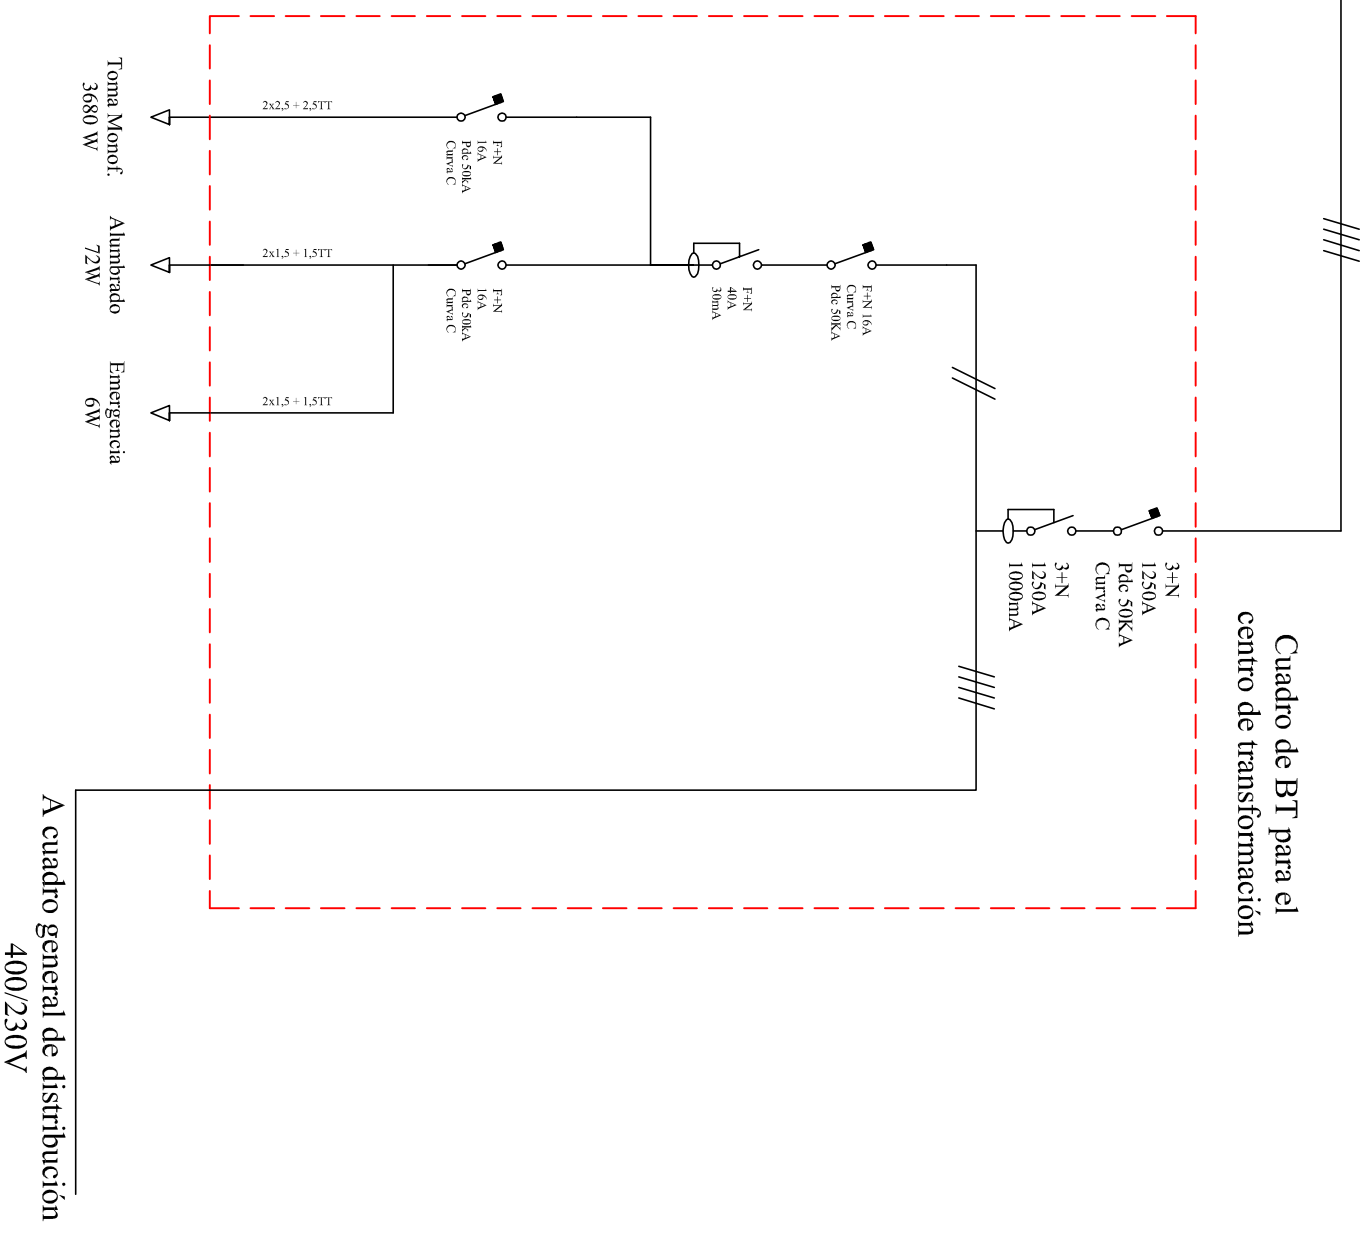 Cuadro de BT para el
centro de transformación
3+N
1250A
Pdc 50KA
Curva C
3+N
1250A
1000mA
F+N 16A
Curva C
Pdc 50KA
F+N
40A
30mA
F+N
16A
Pdc 50kA
Curva C
F+N
16A
Pdc 50kA
Curva C
2x2,5 + 2,5TT
2x1,5 + 1,5TT
2x1,5 + 1,5TT
Toma Monof.
3680 W
Alumbrado
72W
Emergencia
6W
A cuadro general de distribución
400/230V